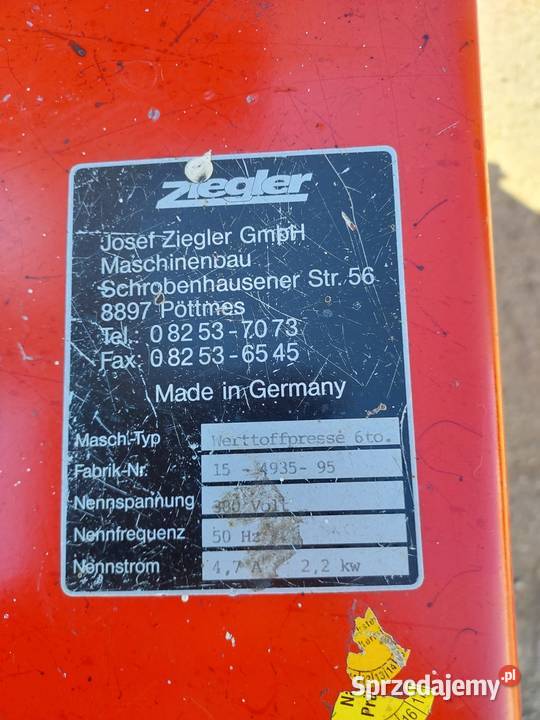 Ziegler
Josef Ziegler GmbH
Maschinenbau
Schrobenhausener Str. 56
8897 Pöttmes
Tel. 0 82 53-70 73
Fax. 0 82 53-65 45
Made in Germany
Masch.-Typ Werttoffpresse 6to.
Fabrik-Nr. 15 - 4935- 95
Nennspannung 380 Volt
Nennfrequenz 50 Hz
Nennstrom 4,7 A 2,2 kw
Sprzedajemy.pl